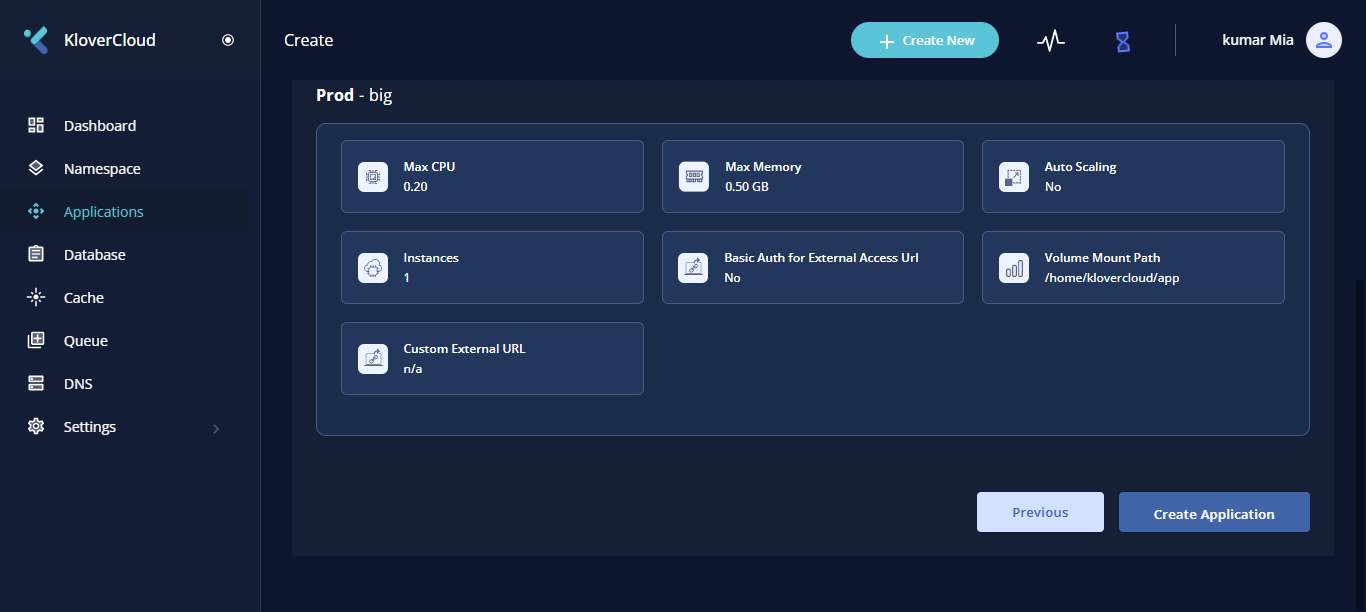 KloverCloud
Create
Create New
kumar Mia
Dashboard
Namespace
Applications
Database
Cache
Queue
DNS
Settings
Prod - big
Max CPU
0.20
Max Memory
0.50 GB
Auto Scaling
No
Instances
1
Basic Auth for External Access Url
No
Volume Mount Path
/home/klovercloud/app
Custom External URL
n/a
Previous
Create Application